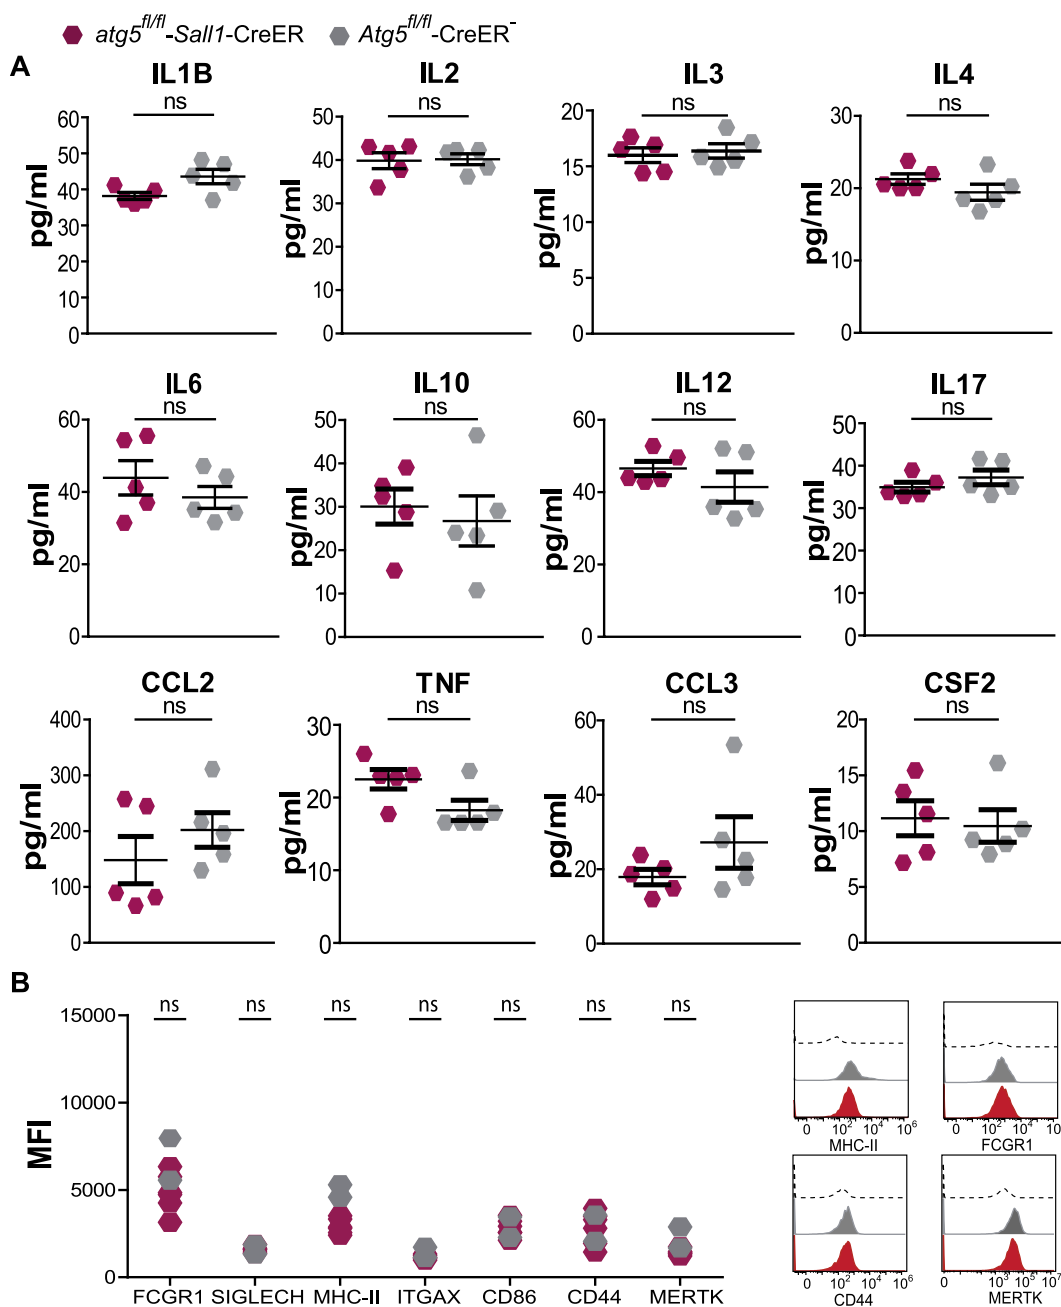 atg5fl/fl-Sall1-CreER Atg5fl/fl-CreER-
A
IL1B IL2 IL3 IL4
ns ns ns ns
pg/ml pg/ml pg/ml pg/ml
60 50 20 30
50 40 15 20
40 30 10 10
30 20 5 0
20 10 0
10 0
0
IL6 IL10 IL12 IL17
ns ns ns ns
pg/ml pg/ml pg/ml pg/ml
60 50 60 50
40 40 40 40
20 30 20 30
0 20 0 20
10 10
0 0
CCL2 TNF CCL3 CSF2
ns ns ns ns
pg/ml pg/ml pg/ml pg/ml
400 30 60 20
300 20 40 15
200 10 20 10
100 0 0 5
0 0
B
ns ns ns ns ns ns ns
MFI
15000
10000
5000
0
FCGR1 SIGLECH MHC-II ITGAX CD86 CD44 MERTK
0 102 104 106
MHC-II
0 102 104 10
FCGR1
0 102 104 106
CD44
0 103 105 107
MERTK